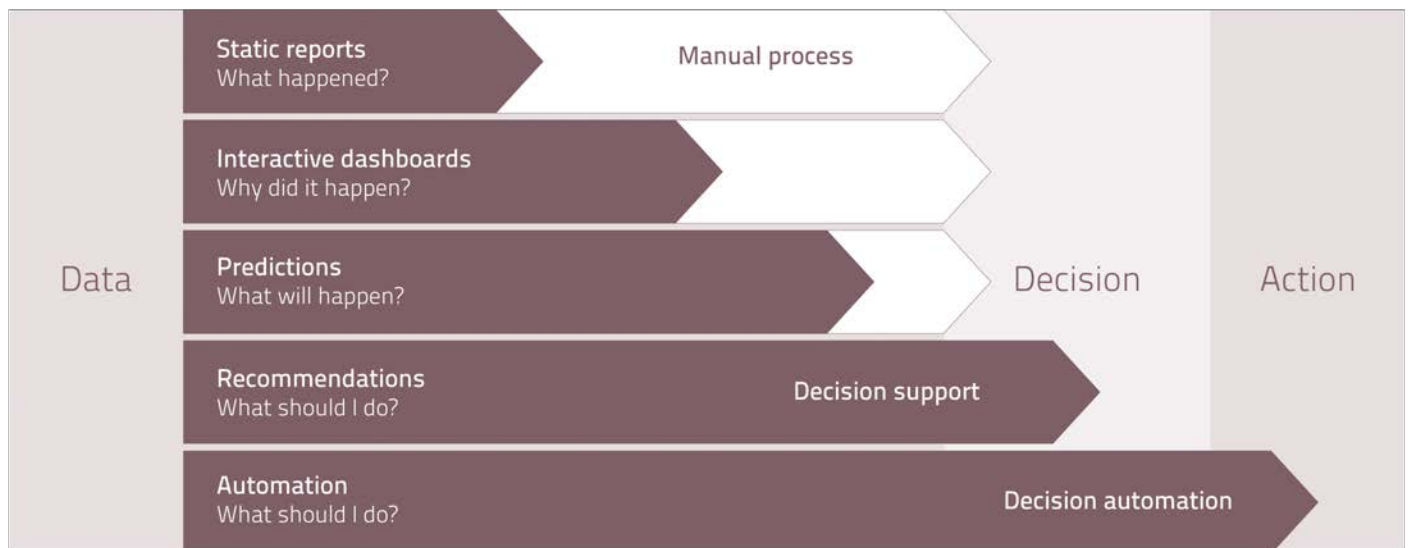 Static reports
What happened?
Manual process
Interactive dashboards
Why did it happen?
Data
Predictions
What will happen?
Decision
Action
Recommendations
What should I do?
Decision support
Automation
What should I do?
Decision automation